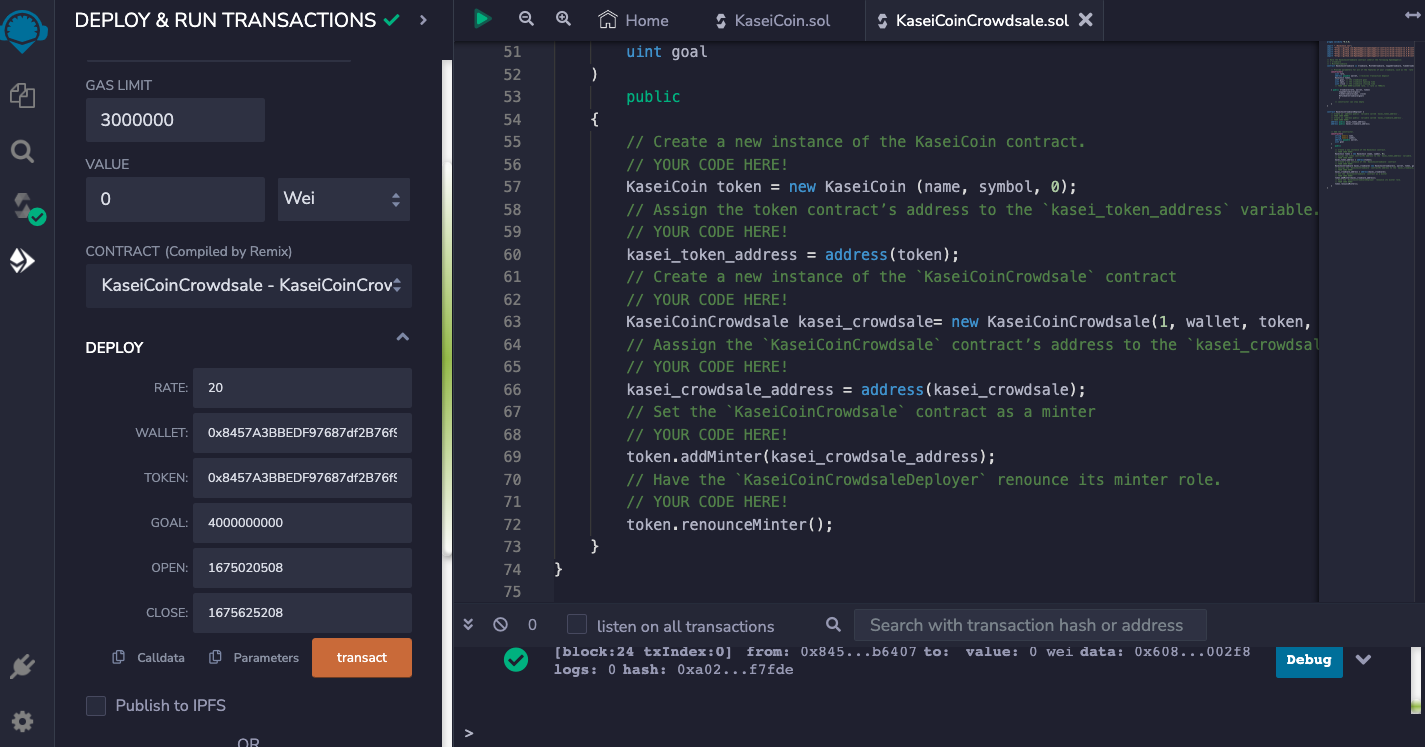 DEPLOY & RUN TRANSACTIONS
GAS LIMIT
3000000
VALUE
0
Wei
CONTRACT (Compiled by Remix)
KaseiCoinCrowdsale - KaseiCoinCrov
DEPLOY
RATE: 20
WALLET: 0x8457A3BBEDF97687df2B76f9
TOKEN: 0x8457A3BBEDF97687df2B76f9
GOAL: 4000000000
OPEN: 1675020508
CLOSE: 1675625208
Calldata Parameters transact
Publish to IPFS
OR
Home KaseiCoin.sol KaseiCoinCrowdsale.sol
51 uint goal
52 )
53 public
54 {
55 // Create a new instance of the KaseiCoin contract.
56 // YOUR CODE HERE!
57 KaseiCoin token = new KaseiCoin (name, symbol, 0);
58 // Assign the token contract’s address to the `kasei_token_address` variable.
59 // YOUR CODE HERE!
60 kasei_token_address = address(token);
61 // Create a new instance of the `KaseiCoinCrowdsale` contract
62 // YOUR CODE HERE!
63 KaseiCoinCrowdsale kasei_crowdsale= new KaseiCoinCrowdsale(1, wallet, token,
64 // Aassign the `KaseiCoinCrowdsale` contract’s address to the `kasei_crowdsal
65 // YOUR CODE HERE!
66 kasei_crowdsale_address = address(kasei_crowdsale);
67 // Set the `KaseiCoinCrowdsale` contract as a minter
68 // YOUR CODE HERE!
69 token.addMinter(kasei_crowdsale_address);
70 // Have the `KaseiCoinCrowdsaleDeployer` renounce its minter role.
71 // YOUR CODE HERE!
72 token.renounceMinter();
73 }
74 }
75
0 listen on all transactions Search with transaction hash or address
[block:24 txIndex:0] from: 0x845...b6407 to: value: 0 wei data: 0x608...002f8
logs: 0 hash: 0xa02...f7fde
Debug
>